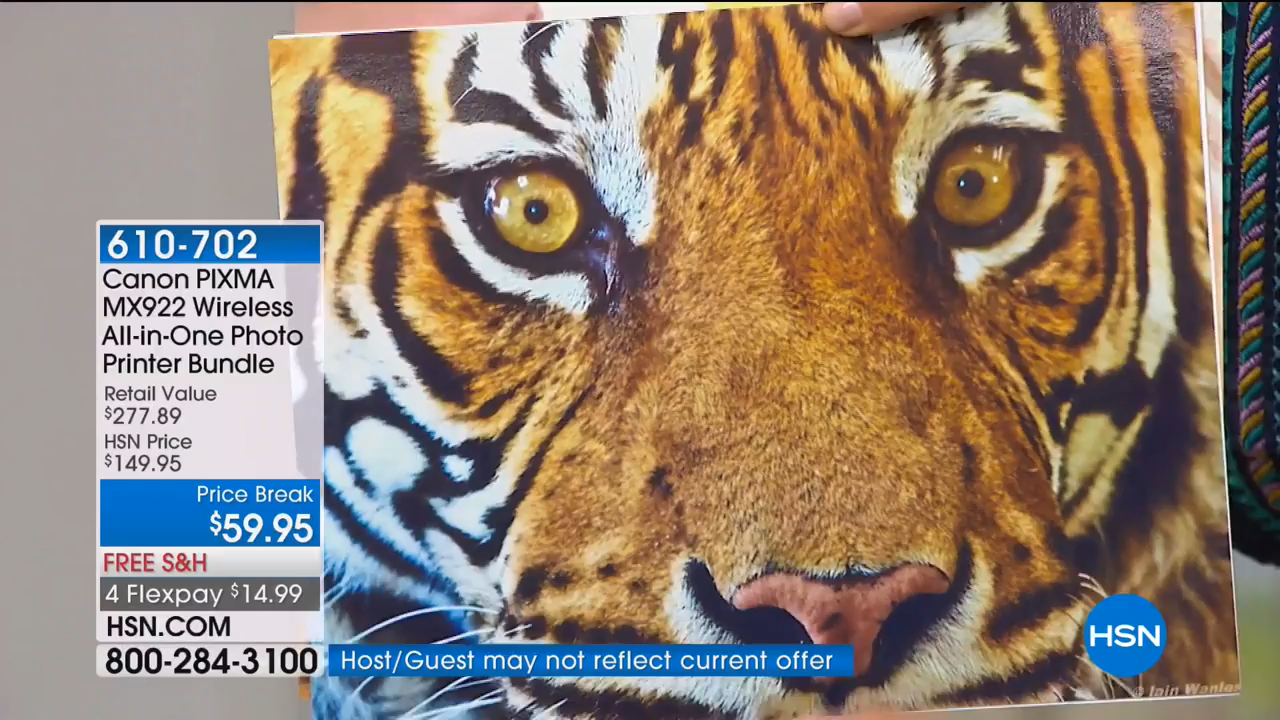 610-702
Canon PIXMA
MX922 Wireless
All-in-One Photo
Printer Bundle
Retail Value
$277.89
HSN Price
$149.95
Price Break
$59.95
FREE S&H
4 Flexpay $14.99
HSN.COM
800-284-3100
Host/Guest may not reflect current offer
HSN
© Iain Wanless